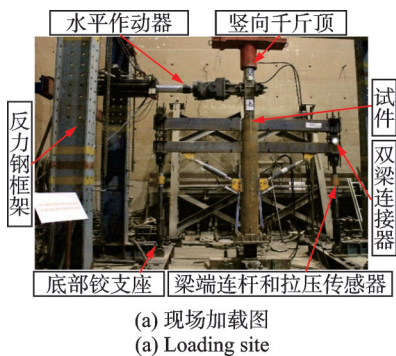 水平作动器
竖向千斤顶
反力钢框架
试件
双梁连接器
底部铰支座
梁端连杆和拉压传感器
(a) 现场加载图
(a) Loading site